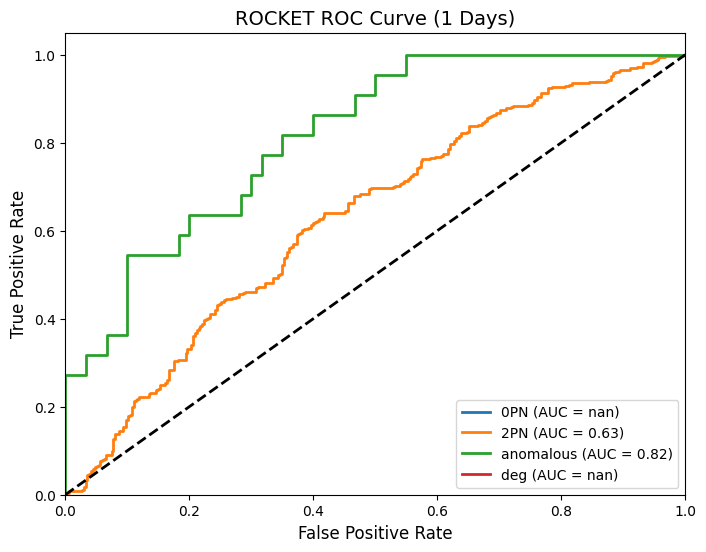 ROCKET ROC Curve (1 Days)
True Positive Rate
1.0
0.8
0.6
0.4
0.2
0.0
0PN (AUC = nan)
2PN (AUC = 0.63)
anomalous (AUC = 0.82)
deg (AUC = nan)
0.0 0.2 0.4 0.6 0.8 1.0
False Positive Rate